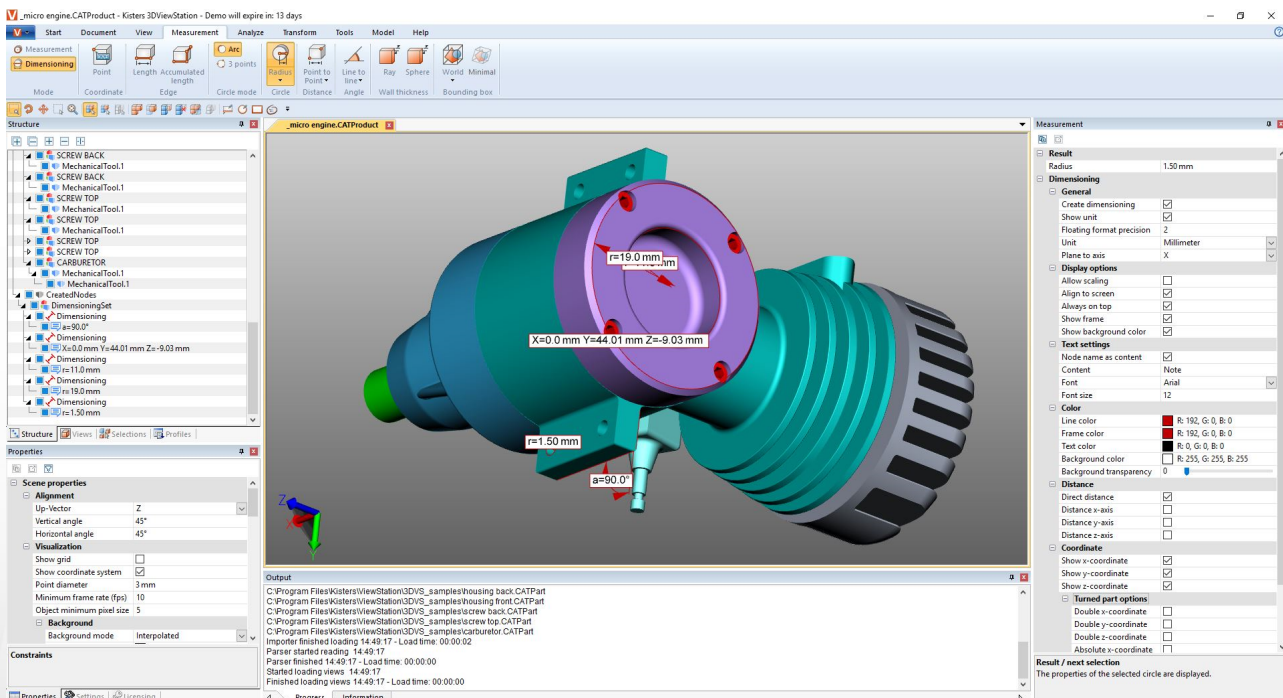 _micro engine.CATProduct - Kisters 3DViewStation - Demo will expire in: 13 days
Start Document View Measurement Analyze Transform Tools Model Help
Measurement
Dimensioning
Mode
Point
Coordinate
Length Accumulated length
Edge
Arc
3 points
Circle mode
Radius
Circle
Point to Point
Distance
Line to line
Angle
Ray Sphere
Wall thickness
World Minimal
Bounding box
Structure
SCREW BACK
MechanicalTool.1
SCREW BACK
MechanicalTool.1
SCREW TOP
MechanicalTool.1
SCREW TOP
MechanicalTool.1
SCREW TOP
SCREW TOP
CARBURETOR
MechanicalTool.1
MechanicalTool.1
CreatedNodes
DimensioningSet
Dimensioning
a=90.0°
Dimensioning
X=0.0 mm Y=44.01 mm Z=-9.03 mm
Dimensioning
r=11.0 mm
Dimensioning
r=19.0 mm
Dimensioning
r=1.50 mm
Structure Views Selections Profiles
Properties
Scene properties
Alignment
Up-Vector Z
Vertical angle 45°
Horizontal angle 45°
Visualization
Show grid
Show coordinate system
Point diameter 3 mm
Minimum frame rate (fps) 10
Object minimum pixel size 5
Background
Background mode Interpolated
Constraints
Properties Settings Licensing
_micro engine.CATProduct
r=19.0 mm
X=0.0 mm Y=44.01 mm Z=-9.03 mm
r=1.50 mm
a=90.0°
Z
X
Y
Output
C:\Program Files\Kisters\ViewStation\3DVS_samples\housing back.CATPart
C:\Program Files\Kisters\ViewStation\3DVS_samples\housing front.CATPart
C:\Program Files\Kisters\ViewStation\3DVS_samples\screw back.CATPart
C:\Program Files\Kisters\ViewStation\3DVS_samples\screw top.CATPart
C:\Program Files\Kisters\ViewStation\3DVS_samples\carburetor.CATPart
Importer finished loading 14:49:17 - Load time: 00:00:02
Parser started reading 14:49:17
Parser finished 14:49:17 - Load time: 00:00:00
Started loading views 14:49:17
Finished loading views 14:49:17 - Load time: 00:00:00
Progress Information
Measurement
Result
Radius 1.50 mm
Dimensioning
General
Create dimensioning
Show unit
Floating format precision 2
Unit Millimeter
Plane to axis X
Display options
Allow scaling
Align to screen
Always on top
Show frame
Show background color
Text settings
Node name as content
Content Note
Font Arial
Font size 12
Color
Line color R: 192, G: 0, B: 0
Frame color R: 192, G: 0, B: 0
Text color R: 0, G: 0, B: 0
Background color R: 255, G: 255, B: 255
Background transparency 0
Distance
Direct distance
Distance x-axis
Distance y-axis
Distance z-axis
Coordinate
Show x-coordinate
Show y-coordinate
Show z-coordinate
Turned part options
Double x-coordinate
Double y-coordinate
Double z-coordinate
Absolute x-coordinate
Result / next selection
The properties of the selected circle are displayed.